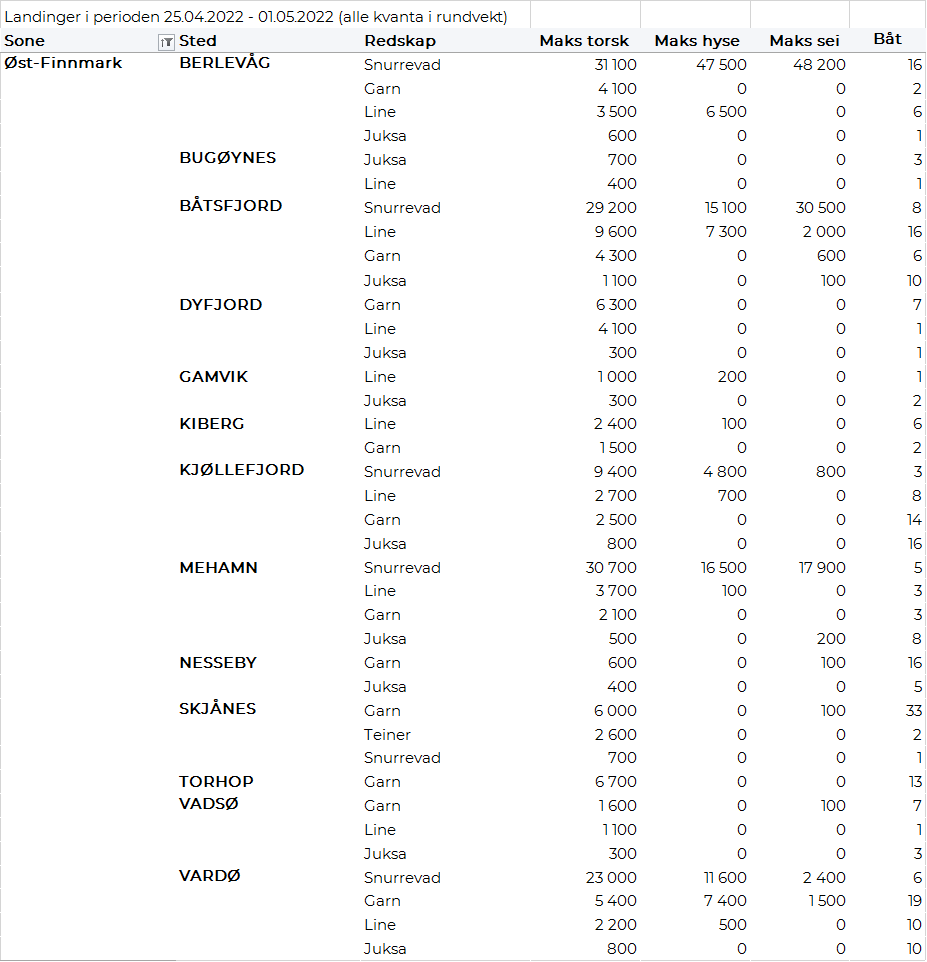 Landinger i perioden 25.04.2022 - 01.05.2022 (alle kvanta i rundvekt)
Sone Sted Redskap Maks torsk Maks hyse Maks sei Båt
Øst-Finnmark BERLEVÅG Snurrevad 31 100 47 500 48 200 16
Garn 4 100 0 0 2
Line 3 500 6 500 0 6
Juksa 600 0 0 1
BUGØYNES Juksa 700 0 0 3
Line 400 0 0 1
BÅTSFJORD Snurrevad 29 200 15 100 30 500 8
Line 9 600 7 300 2 000 16
Garn 4 300 0 600 6
Juksa 1 100 0 100 10
DYFJORD Garn 6 300 0 0 7
Line 4 100 0 0 1
Juksa 300 0 0 1
GAMVIK Line 1 000 200 0 1
Juksa 300 0 0 2
KIBERG Line 2 400 100 0 6
Garn 1 500 0 0 2
KJØLLEFJORD Snurrevad 9 400 4 800 800 3
Line 2 700 700 0 8
Garn 2 500 0 0 14
Juksa 800 0 0 16
MEHAMN Snurrevad 30 700 16 500 17 900 5
Line 3 700 100 0 3
Garn 2 100 0 0 3
Juksa 500 0 200 8
NESSEBY Garn 600 0 100 16
Juksa 400 0 0 5
SKJÅNES Garn 6 000 0 100 33
Teiner 2 600 0 0 2
Snurrevad 700 0 0 1
TORHOP Garn 6 700 0 0 13
VADSØ Garn 1 600 0 100 7
Line 1 100 0 0 1
Juksa 300 0 0 3
VARDØ Snurrevad 23 000 11 600 2 400 6
Garn 5 400 7 400 1 500 19
Line 2 200 500 0 10
Juksa 800 0 0 10